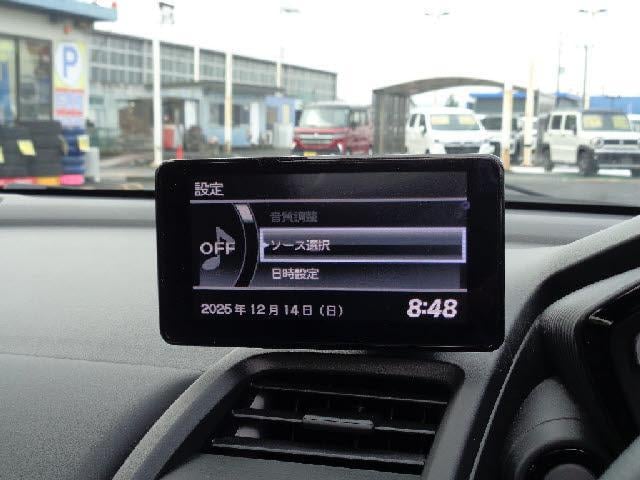 P
設定
音質調整
OFF
ソース選択
日時設定
2025年12月14日(日)
8:48